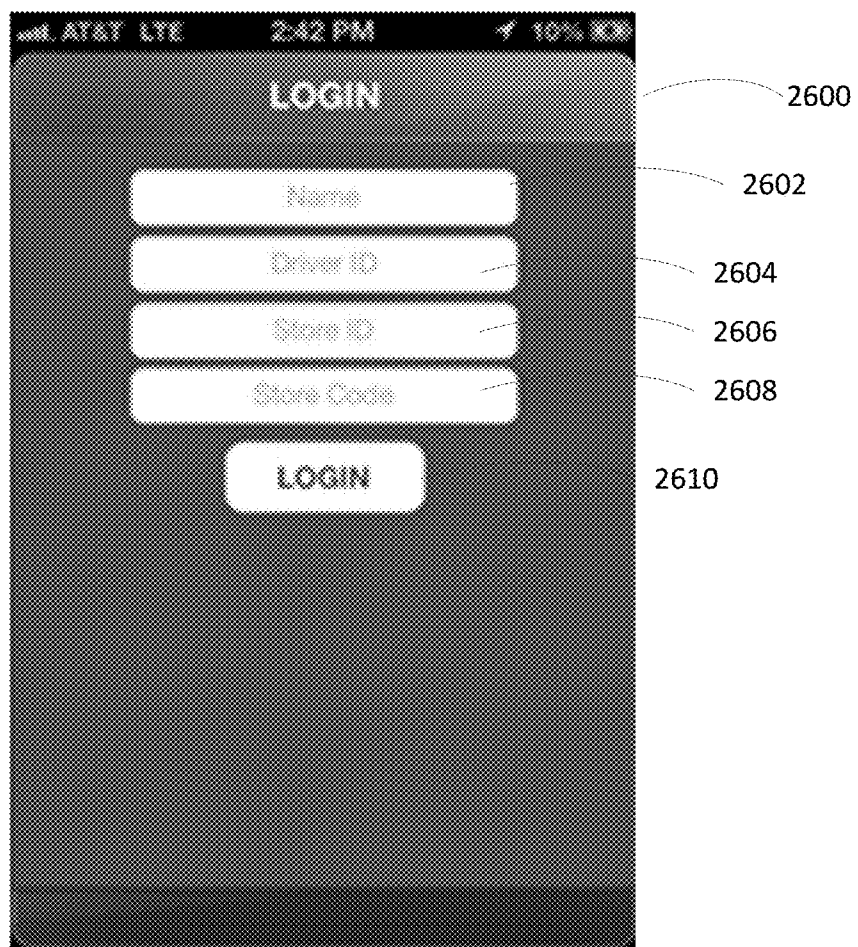 AT&T LTE 2:42 PM 10%
LOGIN 2600
Name 2602
Driver ID 2604
Store ID 2606
Store Code 2608
LOGIN 2610